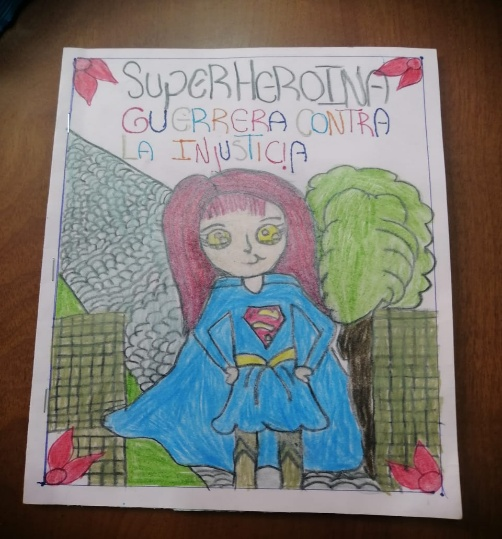 SUPERHEROINA
GUERRERA CONTRA
LA INJUSTICIA
S